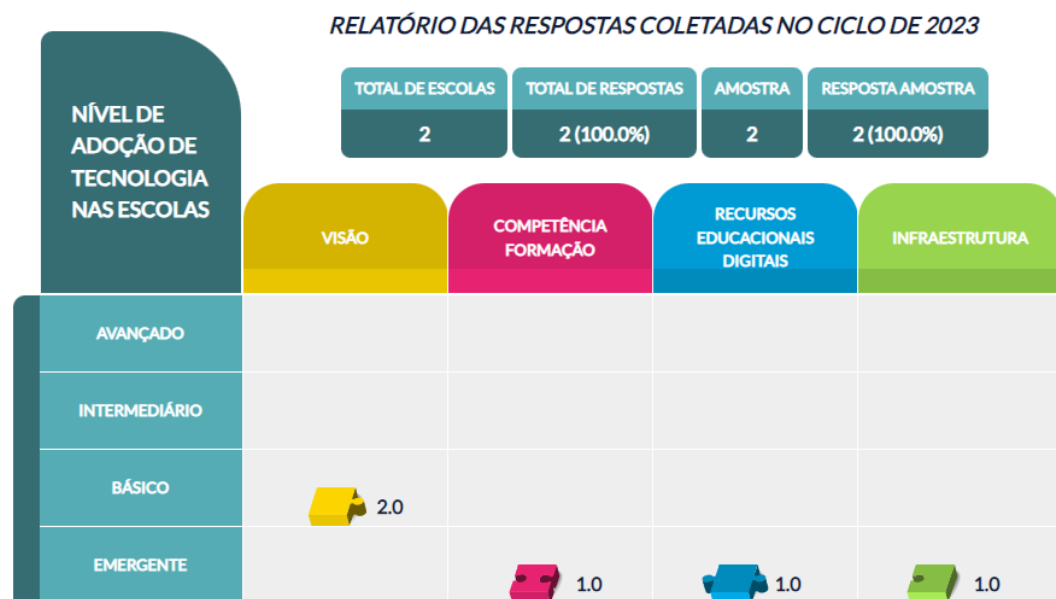 RELATÓRIO DAS RESPOSTAS COLETADAS NO CICLO DE 2023
TOTAL DE ESCOLAS TOTAL DE RESPOSTAS AMOSTRA RESPOSTA AMOSTRA
2 2 (100.0%) 2 2 (100.0%)
NÍVEL DE
ADOÇÃO DE
TECNOLOGIA
NAS ESCOLAS
VISÃO
COMPETÊNCIA
FORMAÇÃO
RECURSOS
EDUCACIONAIS
DIGITAIS
INFRAESTRUTURA
AVANÇADO
INTERMEDIÁRIO
BÁSICO 2.0
EMERGENTE 1.0 1.0 1.0